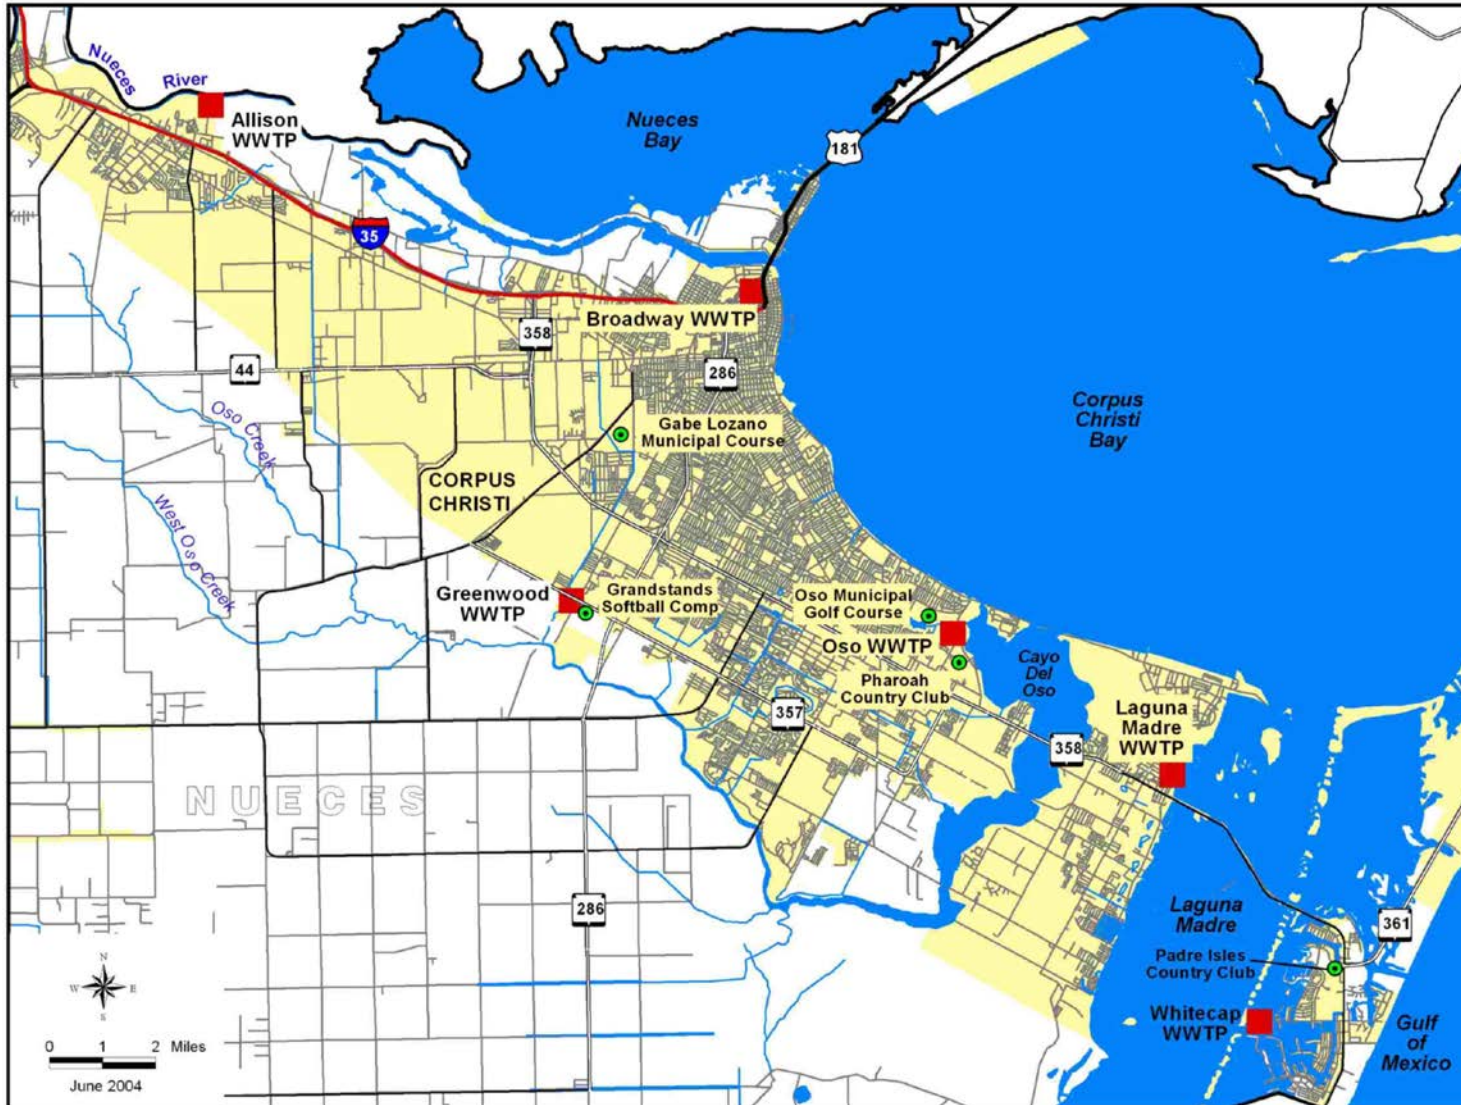 Nueces
River
Allison
WWTP
Nueces
Bay
181
35
Broadway WWTP
358
44
286
Corpus
Christi
Bay
Oso Creek
Gabe Lozano
Municipal Course
CORPUS
CHRISTI
West Oso Creek
Greenwood
WWTP
Grandstands
Softball Comp
Oso Municipal
Golf Course
Oso WWTP
Cayo
Del
Oso
Pharoah
Country Club
357
358
Laguna
Madre
WWTP
NUECES
286
Laguna
Madre
361
Padre Isles
Country Club
Whitecap
WWTP
Gulf
of
Mexico
N
W E
S
0 1 2 Miles
June 2004